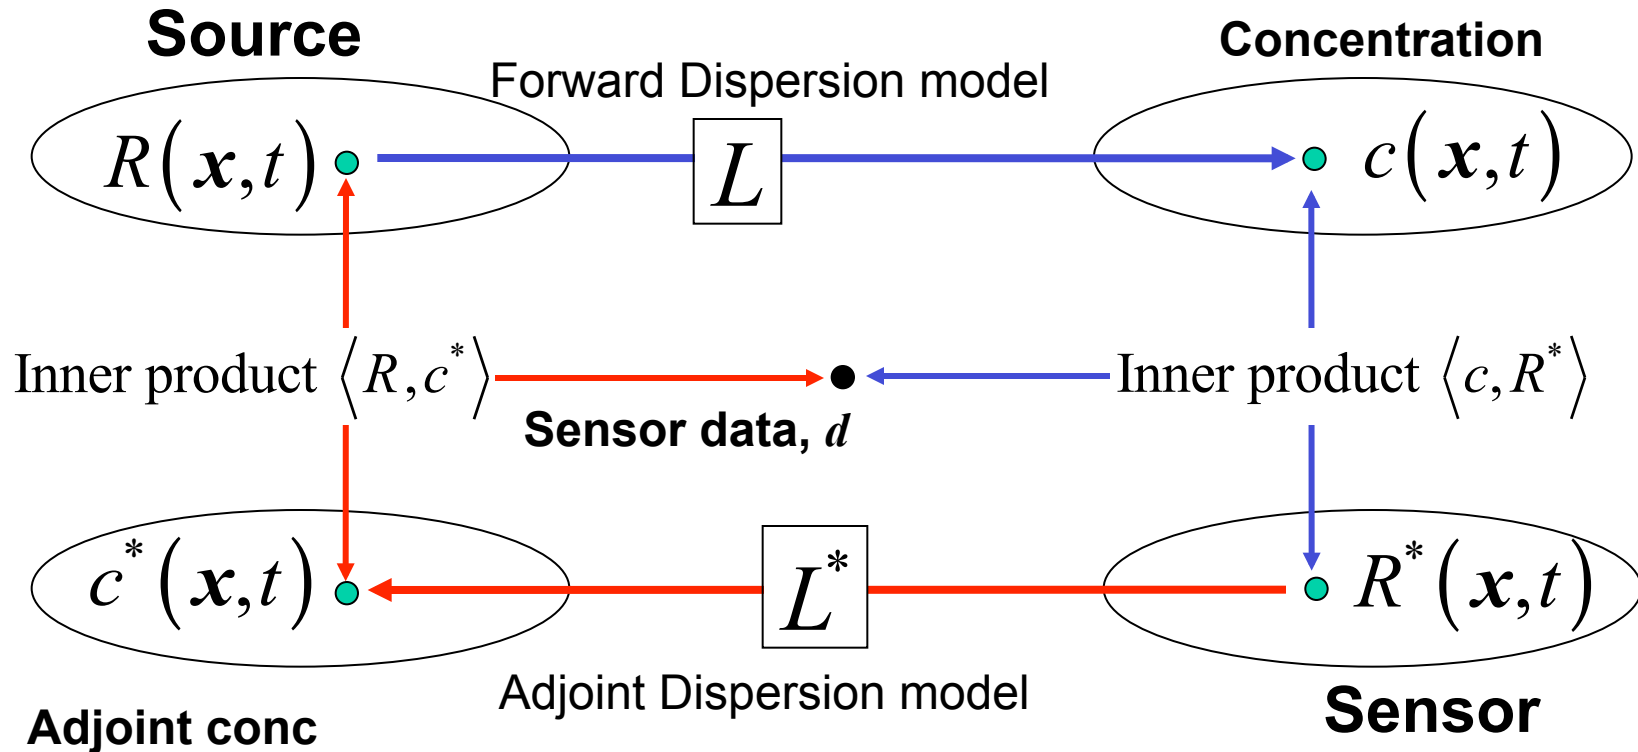 Source
Concentration
Forward Dispersion model
R(x,t)
L
c(x,t)
Inner product ⟨R,c*⟩
Inner product ⟨c,R*⟩
Sensor data, d
c*(x,t)
L*
R*(x,t)
Adjoint Dispersion model
Sensor
Adjoint conc